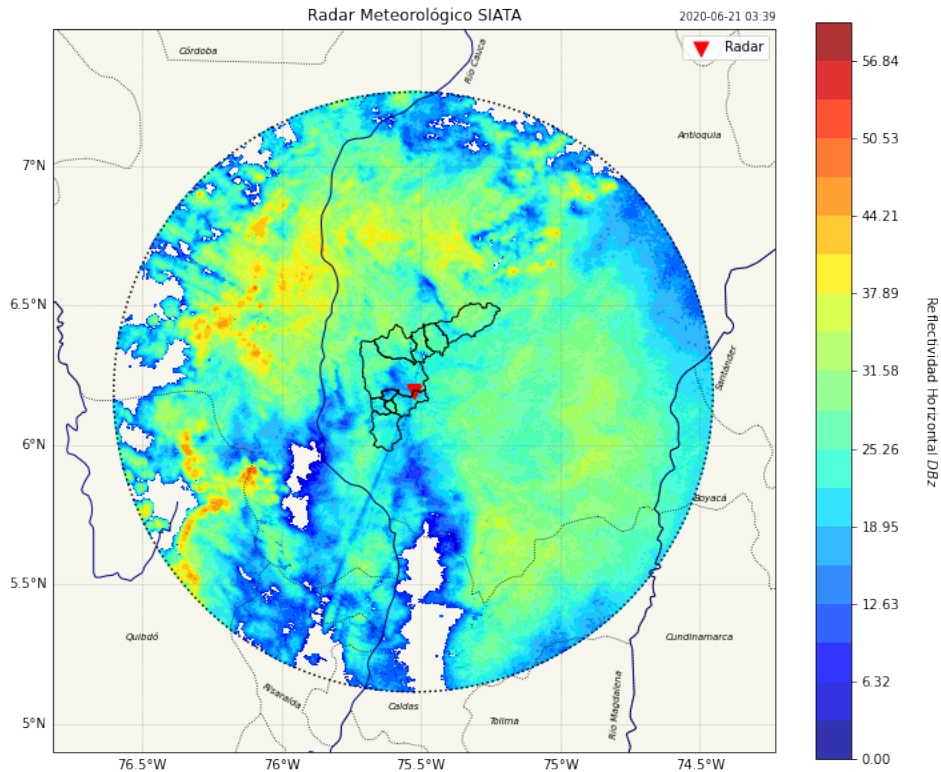 Radar Meteorológico SIATA
2020-06-21 03:39
Radar
Córdoba
Río Cauca
Antioquia
Santánder
Boyacá
Quibdó
Cundinamarca
Risaralda
Caldas
Tolima
Río Magdalena
7°N
6.5°N
6°N
5.5°N
5°N
76.5°W
76°W
75.5°W
75°W
74.5°W
56.84
50.53
44.21
37.89
31.58
25.26
18.95
12.63
6.32
0.00
Reflectividad Horizontal DBz